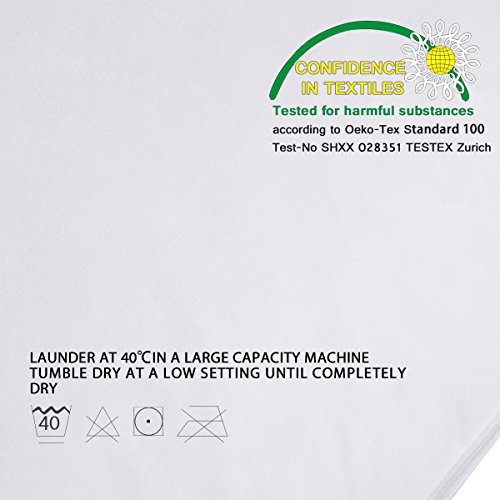 CONFIDENCE
IN TEXTILES
Tested for harmful substances
according to Oeko-Tex Standard 100
Test-No SHXX 028351 TESTEX Zurich
LAUNDER AT 40℃IN A LARGE CAPACITY MACHINE
TUMBLE DRY AT A LOW SETTING UNTIL COMPLETELY
DRY
40